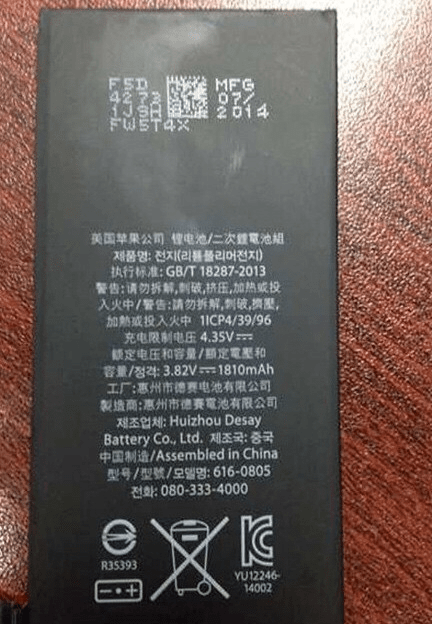 F5D MFG
4273 07/
1JSH 2014
FW5T4X
美国苹果公司 锂电池/二次鋰電池組
제품명: 전지(리튬폴리머전지)
执行标准: GB/T 18287-2013
警告:请勿拆解,刺破,挤压,加热或投
入火中/警告:請勿拆解,刺破,擠壓,
加熱或投入火中 1ICP4/39/96
充电限制电压 4.35V⎓
额定电压和容量/額定電壓和
容量/정격: 3.82V⎓1810mAh
工厂:惠州市德赛电池有限公司
製造商:惠州市德賽電池有限公司
제조업체: Huizhou Desay
Battery Co., Ltd. 제조국: 중국
中国制造/Assembled in China
型号/型號/모델명: 616-0805
전화: 080-333-4000
R35393
YU12246-
14002